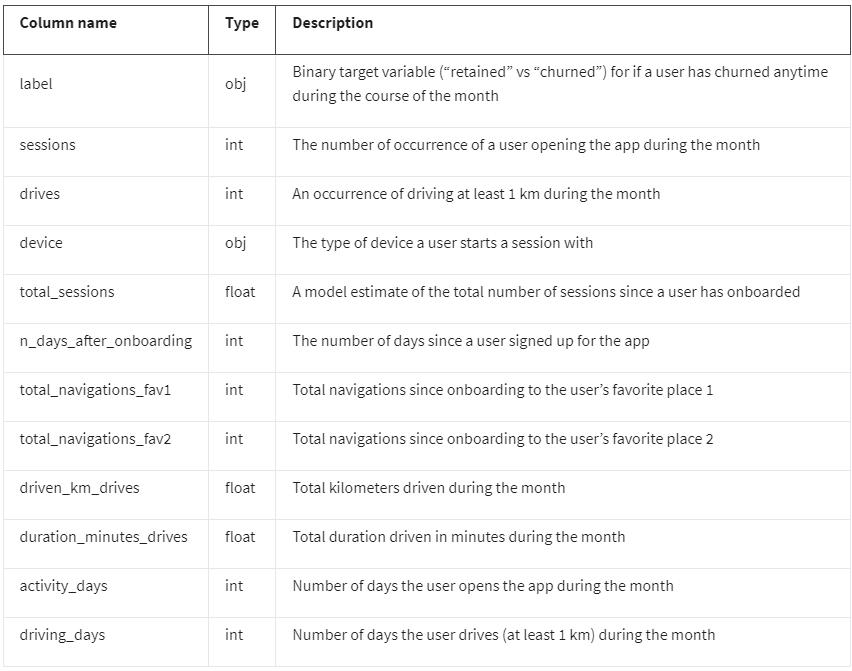 Column name Type Description
label obj Binary target variable (“retained” vs “churned”) for if a user has churned anytime
during the course of the month
sessions int The number of occurrence of a user opening the app during the month
drives int An occurrence of driving at least 1 km during the month
device obj The type of device a user starts a session with
total_sessions float A model estimate of the total number of sessions since a user has onboarded
n_days_after_onboarding int The number of days since a user signed up for the app
total_navigations_fav1 int Total navigations since onboarding to the user’s favorite place 1
total_navigations_fav2 int Total navigations since onboarding to the user’s favorite place 2
driven_km_drives float Total kilometers driven during the month
duration_minutes_drives float Total duration driven in minutes during the month
activity_days int Number of days the user opens the app during the month
driving_days int Number of days the user drives (at least 1 km) during the month